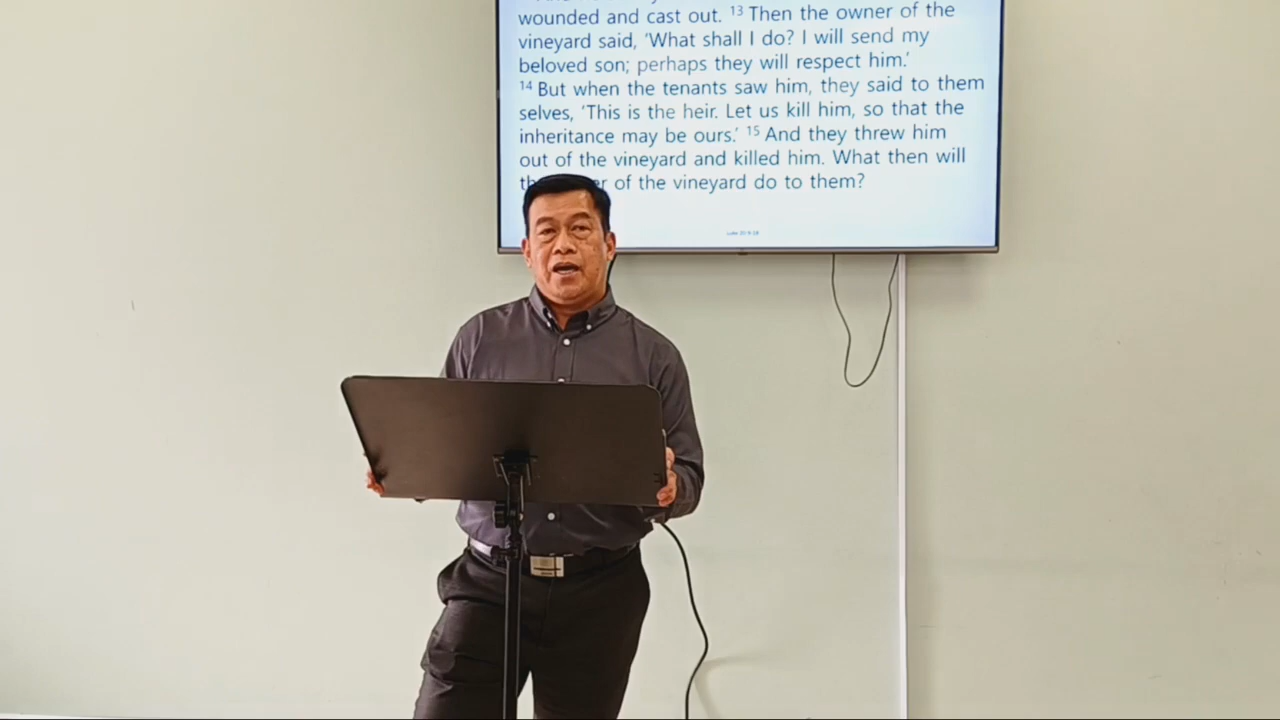 wounded and cast out. 13 Then the owner of the
vineyard said, 'What shall I do? I will send my
beloved son; perhaps they will respect him.'
14 But when the tenants saw him, they said to them
selves, 'This is the heir. Let us kill him, so that the
inheritance may be ours.' 15 And they threw him
out of the vineyard and killed him. What then will
of the vineyard do to them?